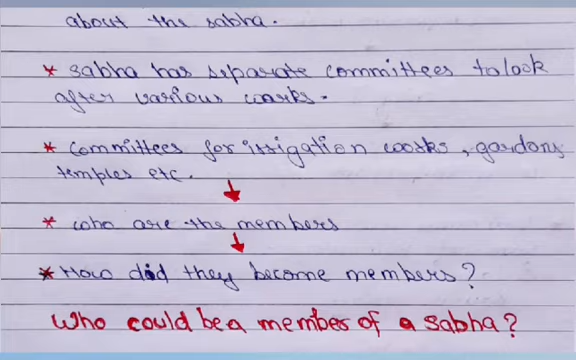 about the sabha.
* sabha has separate committees to look
after various works.
* committees for irrigation works, gardens
temples etc.
* who are the members
* How did they become members?
Who could be a member of a sabha?